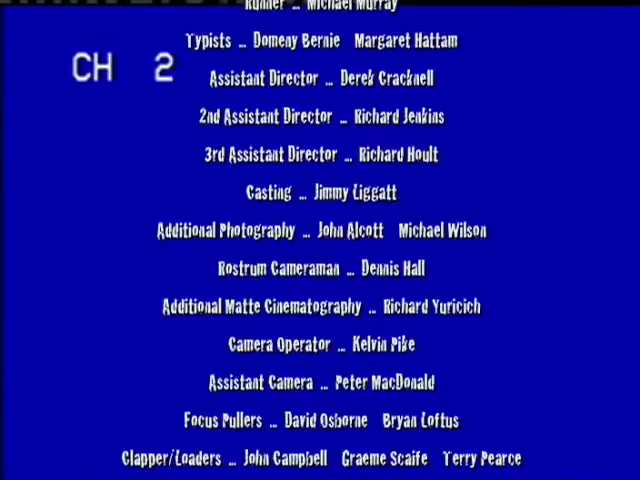 Runner ... Michael Murray
Typists ... Domeny Bernie Margaret Hattam
CH 2
Assistant Director ... Derek Cracknell
2nd Assistant Director ... Richard Jenkins
3rd Assistant Director ... Richard Hoult
Casting ... Jimmy Liggatt
Additional Photography ... John Alcott Michael Wilson
Rostrum Cameraman ... Dennis Hall
Additional Matte Cinematography ... Richard Yuricich
Camera Operator ... Kelvin Pike
Assistant Camera ... Peter MacDonald
Focus Pullers ... David Osborne Bryan Loftus
Clapper/Loaders ... John Campbell Graeme Scaife Terry Pearce